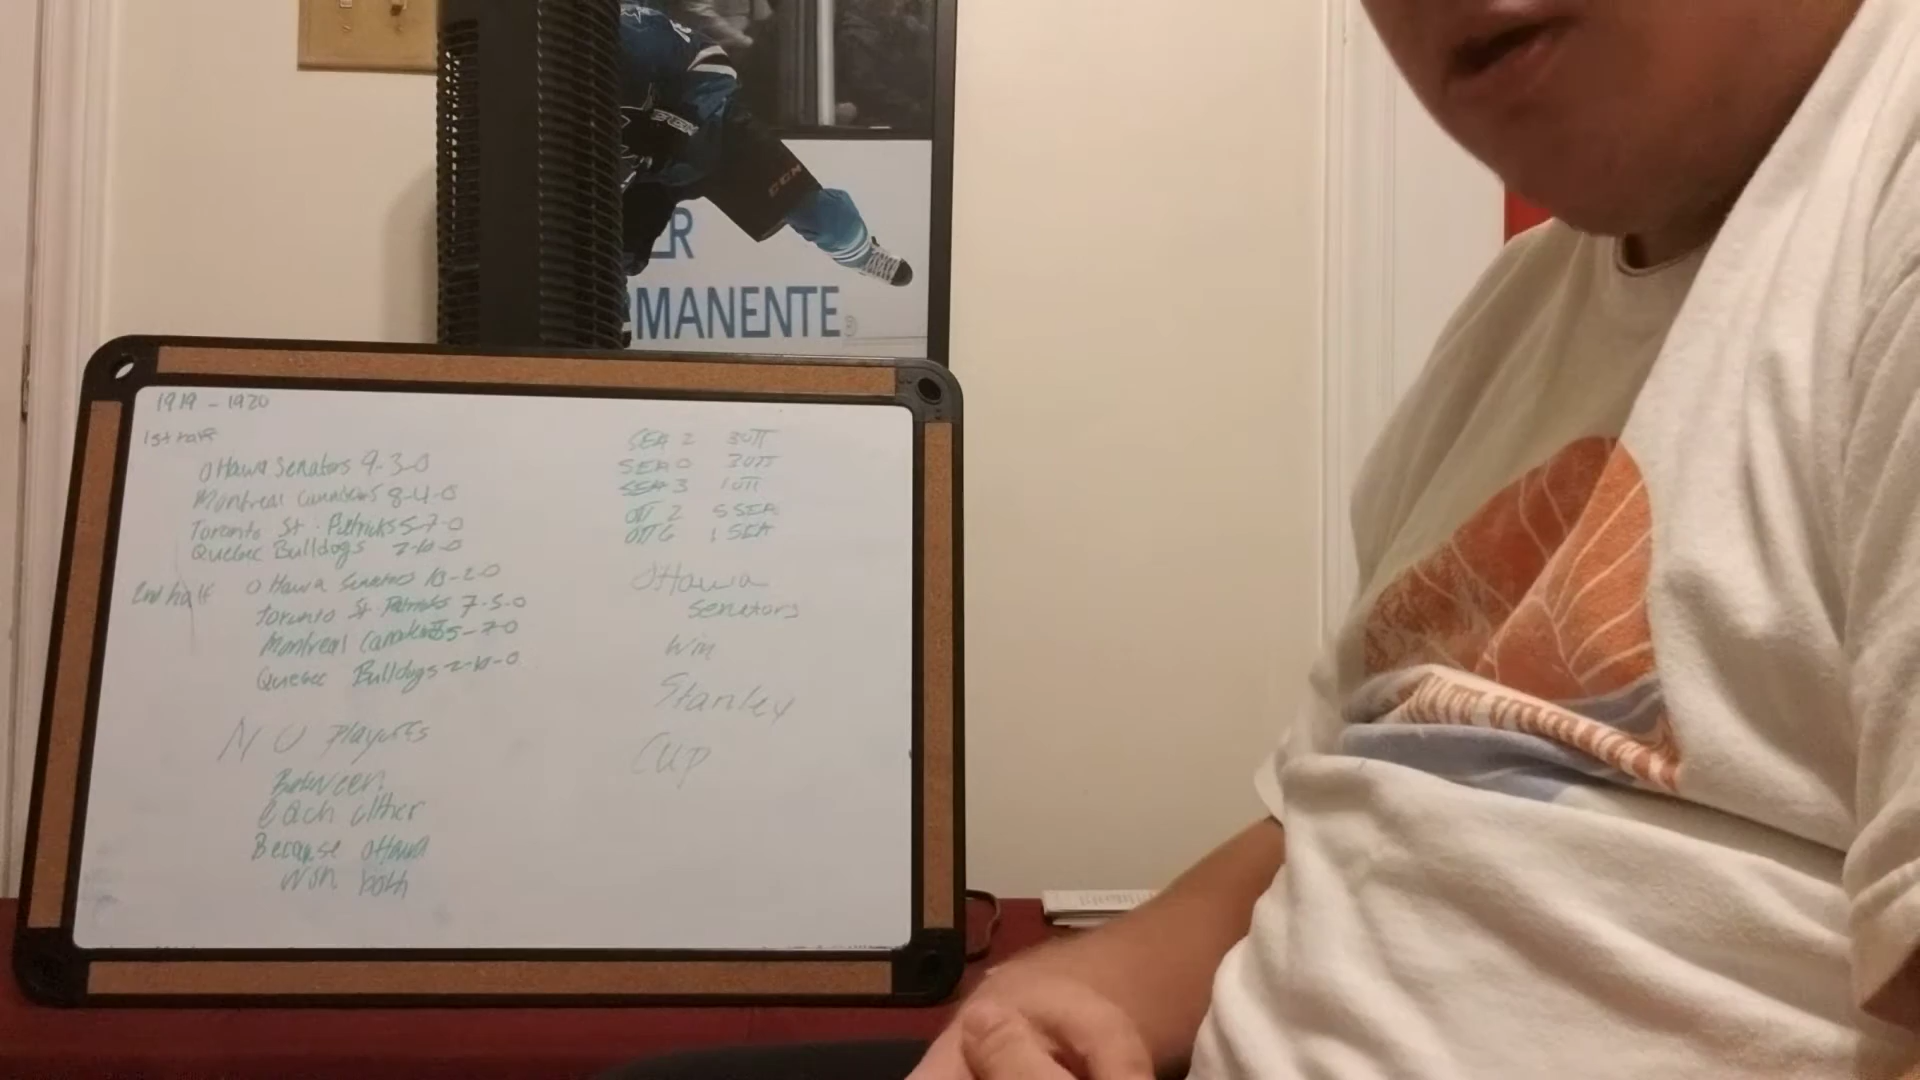 ER
MANENTE
CCM
CCM
1919 - 1920
1st half
Ottawa Senators 9-3-0
Montreal Canadiens 8-4-0
Toronto St. Patricks 5-7-0
Quebec Bulldogs 2-10-0
2nd half Ottawa Senators 10-2-0
Toronto St. Patricks 7-5-0
Montreal Canadiens 5-7-0
Quebec Bulldogs 2-10-0
NO Playoffs
Between
Each Other
Because Ottawa
won both
SEA 2 3 OTT
SEA 0 3 OTT
SEA 3 1 OTT
OTT 2 5 SEA
OTT 6 1 SEA
Ottawa
Senators
Win
Stanley
Cup